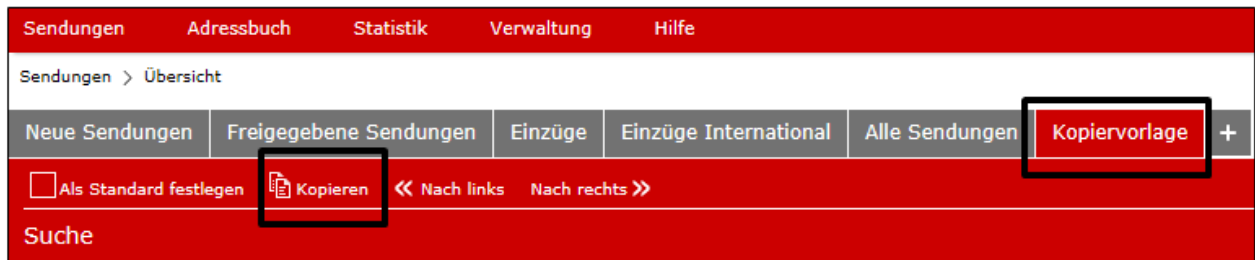 Sendungen Adressbuch Statistik Verwaltung Hilfe
Sendungen > Übersicht
Neue Sendungen Freigegebene Sendungen Einzüge Einzüge International Alle Sendungen Kopiervorlage +
Als Standard festlegen Kopieren « Nach links Nach rechts »
Suche